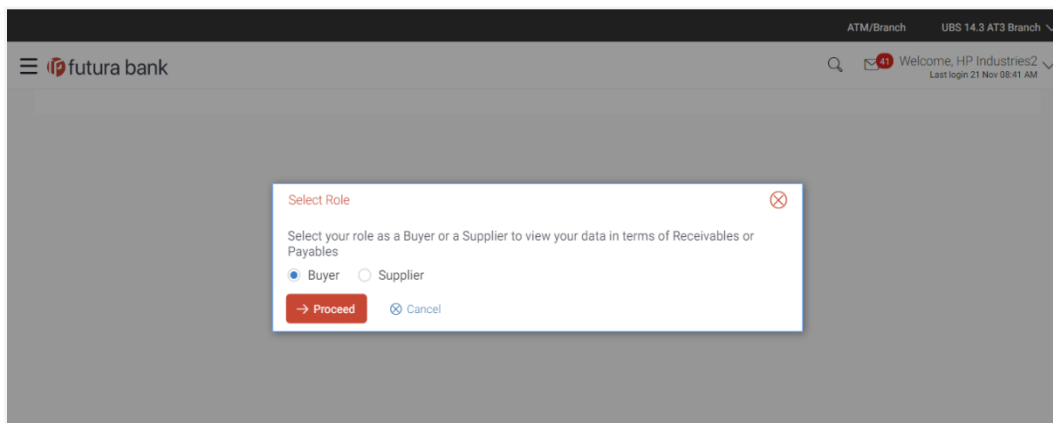 ATM/Branch UBS 14.3 AT3 Branch
futura bank 41 Welcome, HP Industries2
Last login 21 Nov 08:41 AM
Select Role
Select your role as a Buyer or a Supplier to view your data in terms of Receivables or
Payables
Buyer Supplier
Proceed Cancel